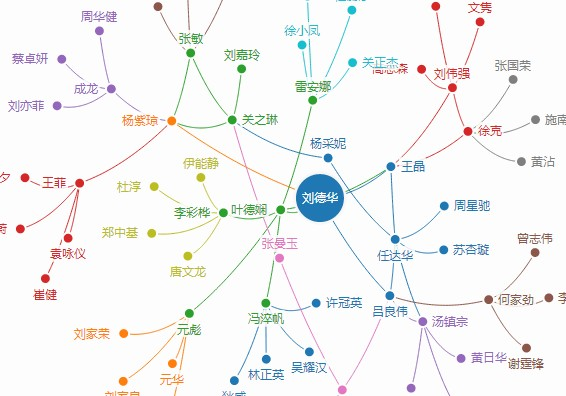 周华健
张敏
徐小凤
文隽
蔡卓妍
刘嘉玲
关正杰
刘伟强
张国荣
成龙
雷安娜
刘亦菲
杨紫琼
关之琳
徐克
施南
杨采妮
黄沾
伊能静
王晶
王菲
杜淳
刘德华
李彩桦
叶德娴
周星驰
郑中基
张曼玉
曾志伟
袁咏仪
任达华
苏杏璇
唐文龙
崔健
许冠英
吕良伟
何家劲
李
冯淬帆
汤镇宗
刘家荣
元彪
林正英
吴耀汉
黄日华
谢霆锋
元华